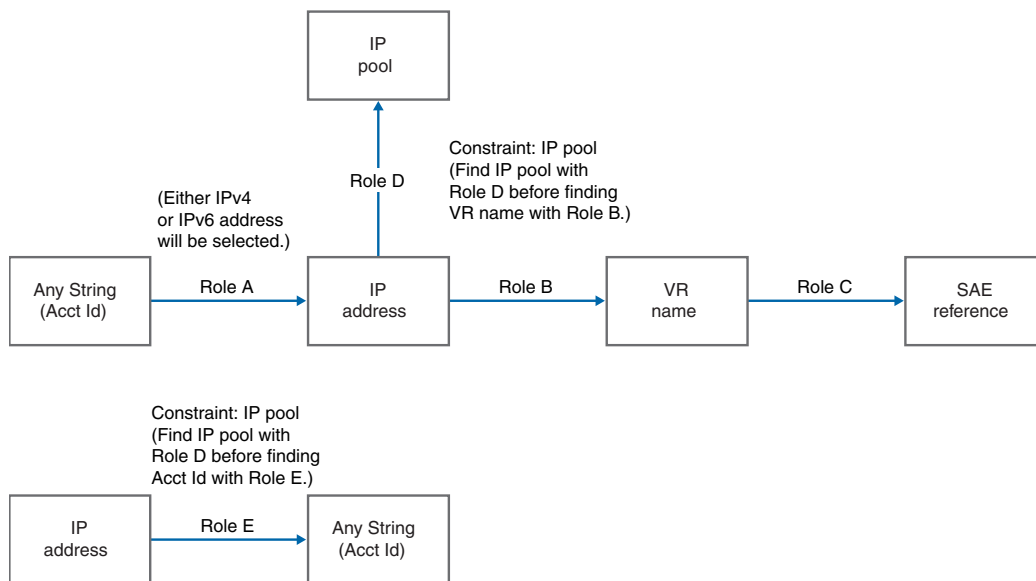 IP
pool
Constraint: IP pool
(Find IP pool with
Role D before finding
VR name with Role B.)
Role D
(Either IPv4
or IPv6 address
will be selected.)
Any String
(Acct Id)
Role A
IP
address
Role B
VR
name
Role C
SAE
reference
Constraint: IP pool
(Find IP pool with
Role D before finding
Acct Id with Role E.)
IP
address
Role E
Any String
(Acct Id)